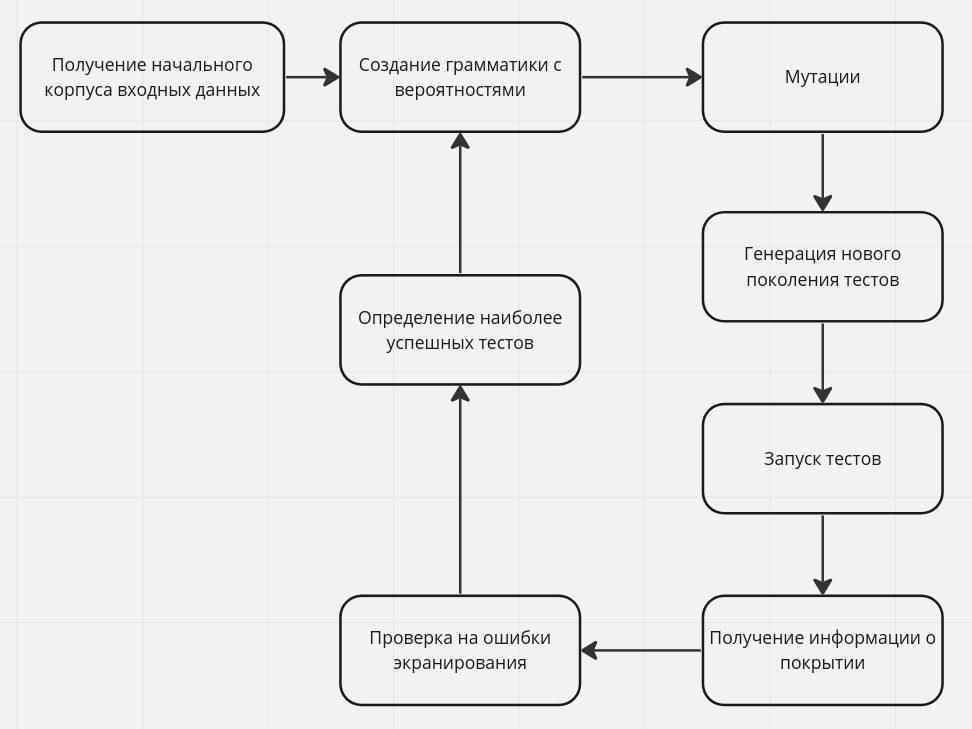 Получение начального
корпуса входных данных
Создание грамматики с
вероятностями
Мутации
Генерация нового
поколения тестов
Определение наиболее
успешных тестов
Запуск тестов
Проверка на ошибки
экранирования
Получение информации о
покрытии